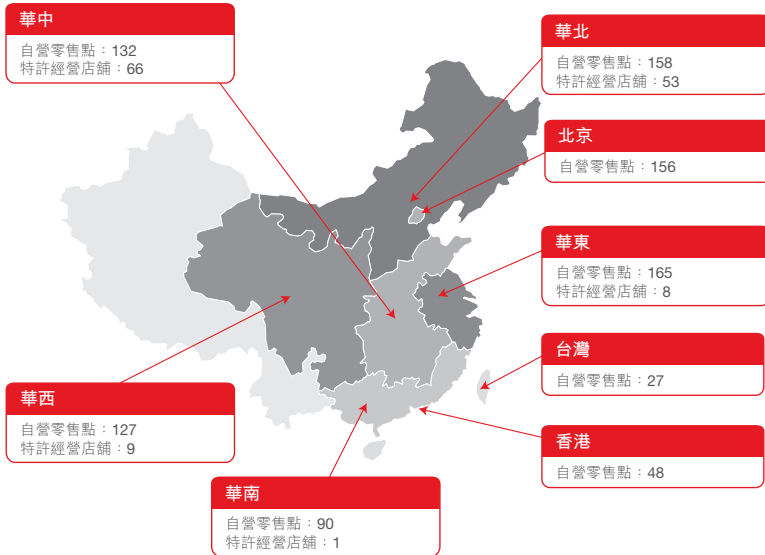 華中
自營零售點：132
特許經營店舖：66
華北
自營零售點：158
特許經營店舖：53
北京
自營零售點：156
華東
自營零售點：165
特許經營店舖：8
台灣
自營零售點：27
華西
自營零售點：127
特許經營店舖：9
香港
自營零售點：48
華南
自營零售點：90
特許經營店舖：1